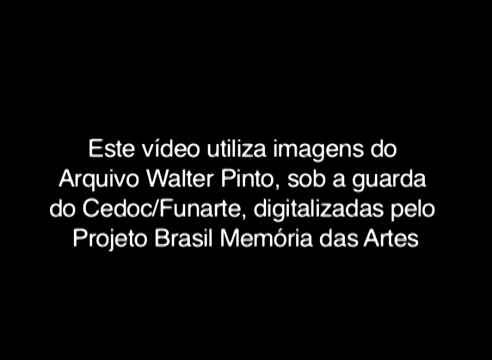 Este vídeo utiliza imagens do
Arquivo Walter Pinto, sob a guarda
do Cedoc/Funarte, digitalizadas pelo
Projeto Brasil Memória das Artes